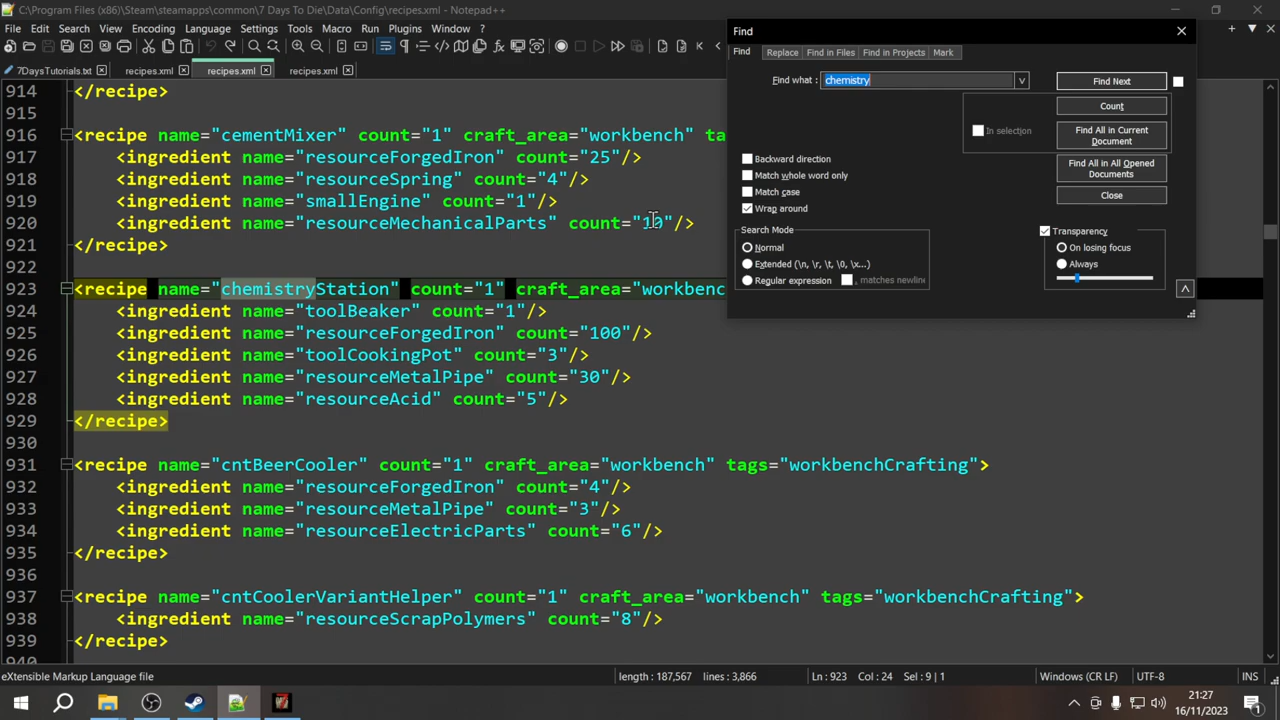 C:\Program Files (x86)\Steam\steamapps\common\7 Days To Die\Data\Config\recipes.xml - Notepad++
File Edit Search View Encoding Language Settings Tools Macro Run Plugins Window ?
7DaysTutorials.txt recipes.xml recipes.xml recipes.xml
914 </recipe>
915
916 <recipe name="cementMixer" count="1" craft_area="workbench" ta
917 <ingredient name="resourceForgedIron" count="25"/>
918 <ingredient name="resourceSpring" count="4"/>
919 <ingredient name="smallEngine" count="1"/>
920 <ingredient name="resourceMechanicalParts" count="10"/>
921 </recipe>
922
923 <recipe name="chemistryStation" count="1" craft_area="workbenc
924 <ingredient name="toolBeaker" count="1"/>
925 <ingredient name="resourceForgedIron" count="100"/>
926 <ingredient name="toolCookingPot" count="3"/>
927 <ingredient name="resourceMetalPipe" count="30"/>
928 <ingredient name="resourceAcid" count="5"/>
929 </recipe>
930
931 <recipe name="cntBeerCooler" count="1" craft_area="workbench" tags="workbenchCrafting">
932 <ingredient name="resourceForgedIron" count="4"/>
933 <ingredient name="resourceMetalPipe" count="3"/>
934 <ingredient name="resourceElectricParts" count="6"/>
935 </recipe>
936
937 <recipe name="cntCoolerVariantHelper" count="1" craft_area="workbench" tags="workbenchCrafting">
938 <ingredient name="resourceScrapPolymers" count="8"/>
939 </recipe>
Find
Find Replace Find in Files Find in Projects Mark
Find what : chemistry
Find Next
Count
In selection
Find All in Current
Document
Find All in All Opened
Documents
Close
Backward direction
Match whole word only
Match case
Wrap around
Search Mode
Normal
Extended (\n, \r, \t, \0, \x...)
Regular expression . matches newline
Transparency
On losing focus
Always
eXtensible Markup Language file length : 187,567 lines : 3,866 Ln : 923 Col : 24 Sel : 9 | 1 Windows (CR LF) UTF-8 INS
21:27
16/11/2023